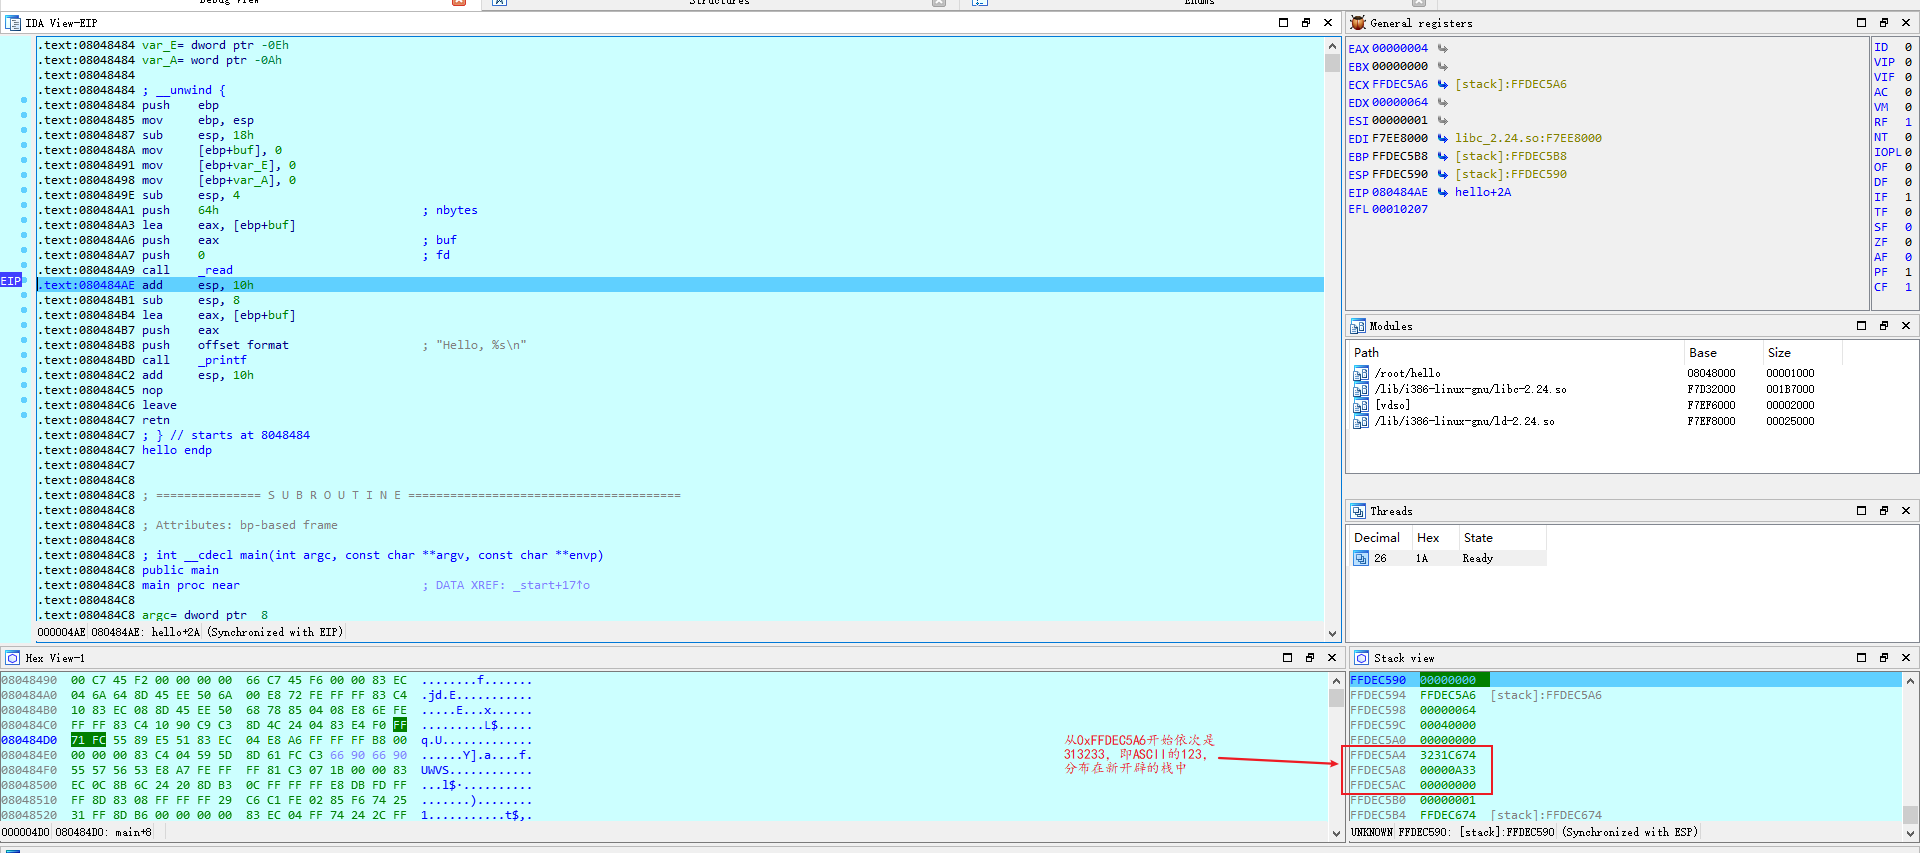 Debug View
Structures
Enums
IDA View-EIP
.text:08048484 var_E= dword ptr -0Eh
.text:08048484 var_A= word ptr -0Ah
.text:08048484
.text:08048484 ; __unwind {
.text:08048484 push    ebp
.text:08048485 mov     ebp, esp
.text:08048487 sub     esp, 18h
.text:0804848A mov     [ebp+buf], 0
.text:08048491 mov     [ebp+var_E], 0
.text:08048498 mov     [ebp+var_A], 0
.text:0804849E sub     esp, 4
.text:080484A1 push    64h                             ; nbytes
.text:080484A3 lea     eax, [ebp+buf]
.text:080484A6 push    eax                             ; buf
.text:080484A7 push    0                               ; fd
.text:080484A9 call    _read
EIP
.text:080484AE add     esp, 10h
.text:080484B1 sub     esp, 8
.text:080484B4 lea     eax, [ebp+buf]
.text:080484B7 push    eax
.text:080484B8 push    offset format                   ; "Hello, %s\n"
.text:080484BD call    _printf
.text:080484C2 add     esp, 10h
.text:080484C5 nop
.text:080484C6 leave
.text:080484C7 retn
.text:080484C7 ; } // starts at 8048484
.text:080484C7 hello endp
.text:080484C7
.text:080484C8
.text:080484C8 ; =============== S U B R O U T I N E =======================================
.text:080484C8
.text:080484C8 ; Attributes: bp-based frame
.text:080484C8
.text:080484C8 ; int __cdecl main(int argc, const char **argv, const char **envp)
.text:080484C8 public main
.text:080484C8 main proc near                          ; DATA XREF: _start+17↑o
.text:080484C8
.text:080484C8 argc= dword ptr  8
000004AE 080484AE: hello+2A (Synchronized with EIP)
General registers
EAX 00000004
EBX 00000000
ECX FFDEC5A6 [stack]:FFDEC5A6
EDX 00000064
ESI 00000001
EDI F7EE8000 libc_2.24.so:F7EE8000
EBP FFDEC5B8 [stack]:FFDEC5B8
ESP FFDEC590 [stack]:FFDEC590
EIP 080484AE hello+2A
EFL 00010207
ID 0
VIP 0
VIF 0
AC 0
VM 0
RF 1
NT 0
IOPL 0
OF 0
DF 0
IF 1
TF 0
SF 0
ZF 0
AF 0
PF 1
CF 1
Modules
Path Base Size
/root/hello 08048000 00001000
/lib/i386-linux-gnu/libc-2.24.so F7D32000 001B7000
[vdso] F7EF6000 00002000
/lib/i386-linux-gnu/ld-2.24.so F7EF8000 00025000
Threads
Decimal Hex State
26 1A Ready
Hex View-1
08048490 00 C7 45 F2 00 00 00 00  66 C7 45 F6 00 00 83 EC ........f.......
080484A0 04 6A 64 8D 45 EE 50 6A  00 E8 72 FE FF FF 83 C4 .jd.E...........
080484B0 10 83 EC 08 8D 45 EE 50  68 78 85 04 08 E8 6E FE .....E...x......
080484C0 FF FF 83 C4 10 90 C9 C3  8D 4C 24 04 83 E4 F0 FF .........L$.....
080484D0 71 FC 55 89 E5 51 83 EC  04 E8 A6 FF FF FF B8 00 q.U.............
080484E0 00 00 00 83 C4 04 59 5D  8D 61 FC C3 66 90 66 90 ......Y].a....f.
080484F0 55 57 56 53 E8 A7 FE FF  FF 81 C3 07 1B 00 00 83 UWVS............
08048500 EC 0C 8B 6C 24 20 8D B3  0C FF FF FF E8 DB FD FF ...l$·..........
08048510 FF 8D 83 08 FF FF FF 29  C6 C1 FE 02 85 F6 74 25 .......)......t%
08048520 31 FF 8D B6 00 00 00 00  83 EC 04 FF 74 24 2C FF 1...........t$,.
000004D0 080484D0: main+8
从0xFFDEC5A6开始依次是
313233, 即ASCII的123,
分布在新开辟的栈中
Stack view
FFDEC590 00000000
FFDEC594 FFDEC5A6 [stack]:FFDEC5A6
FFDEC598 00000064
FFDEC59C 00040000
FFDEC5A0 00000000
FFDEC5A4 3231C674
FFDEC5A8 00000A33
FFDEC5AC 00000000
FFDEC5B0 00000001
FFDEC5B4 FFDEC674 [stack]:FFDEC674
UNKNOWN FFDEC590: [stack]:FFDEC590 (Synchronized with ESP)